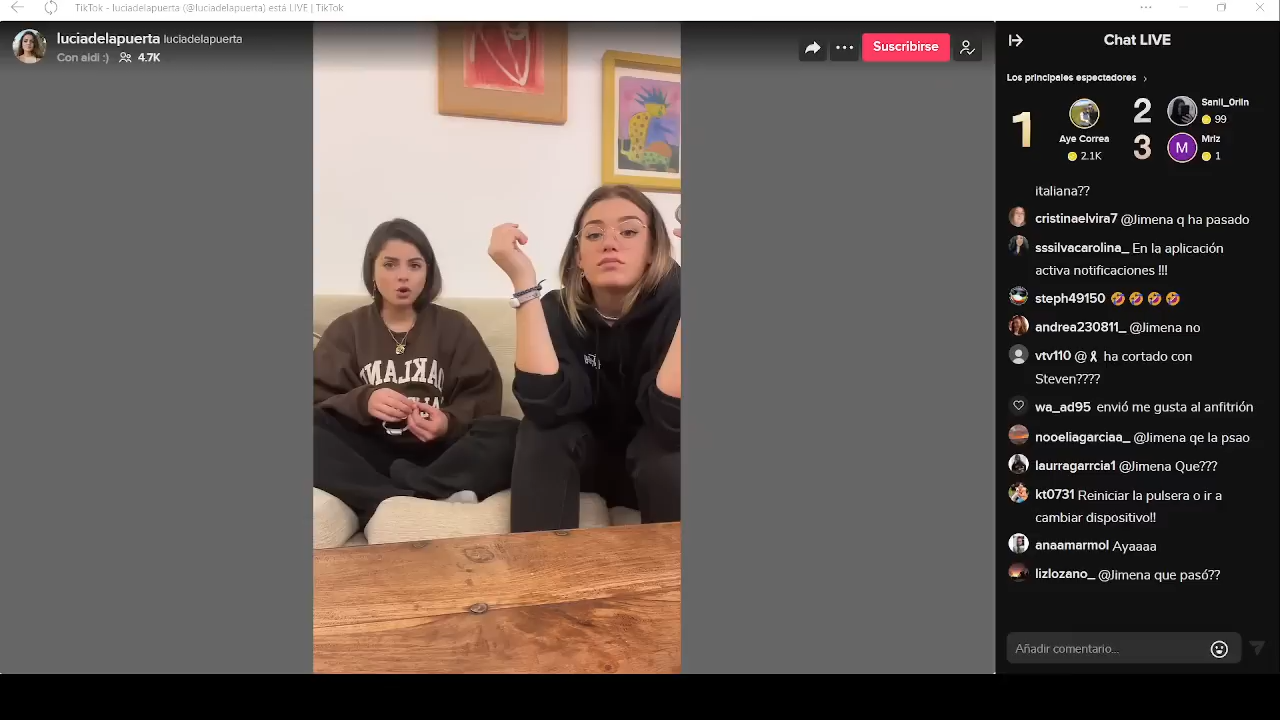 TikTok - luciadelapuerta (@luciadelapuerta) está LIVE | TikTok
luciadelapuerta luciadelapuerta
Con aidi :) 4.7K
Suscribirse
Chat LIVE
Los principales espectadores
1
Aye Correa
2.1K
2
Sanii_0riin
99
3
M
Mriz
1
italiana??
cristinaelvira7 @Jimena q ha pasado
sssilvacarolina_ En la aplicación
activa notificaciones !!!
steph49150 🤣🤣🤣🤣
andrea230811_ @Jimena no
vtv110 @🎗 ha cortado con
Steven????
wa_ad95 envió me gusta al anfitrión
nooeliagarciaa_ @Jimena qe la psao
laurragarrcia1 @Jimena Que???
kt0731 Reiniciar la pulsera o ir a
cambiar dispositivo!!
anaamarmol Ayaaaa
lizlozano_ @Jimena que pasó??
Añadir comentario...
OAKLAND